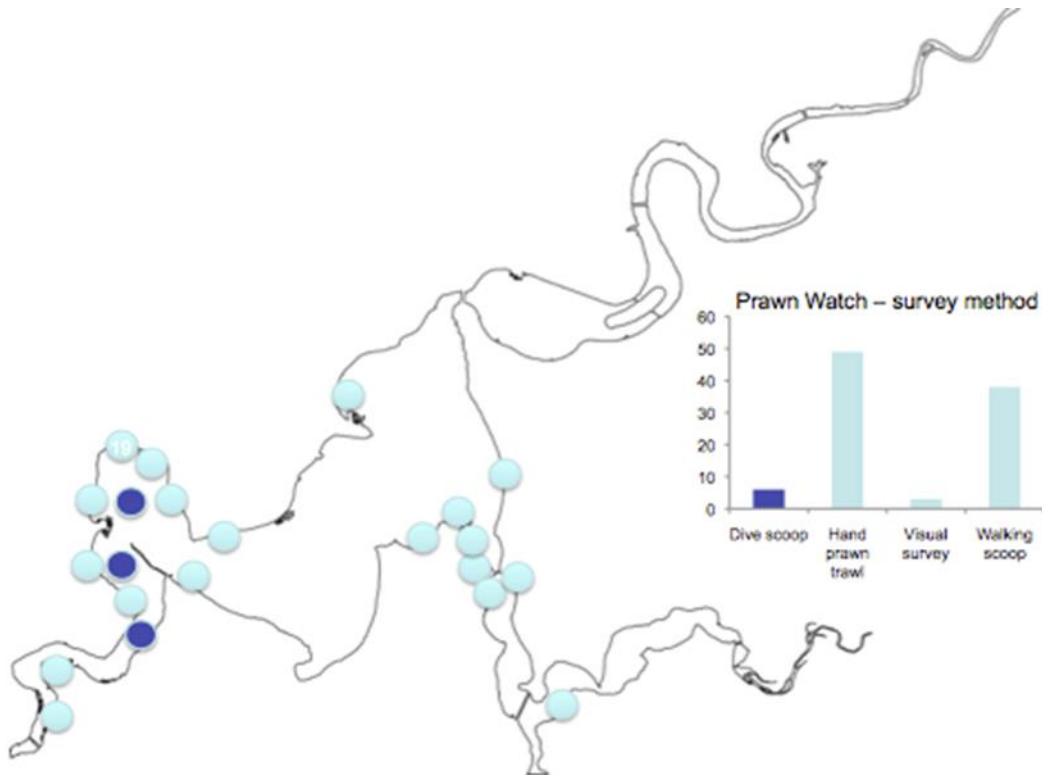 Prawn Watch – survey method
60
50
40
30
20
10
0
Dive scoop
Hand
prawn
trawl
Visual
survey
Walking
scoop
19